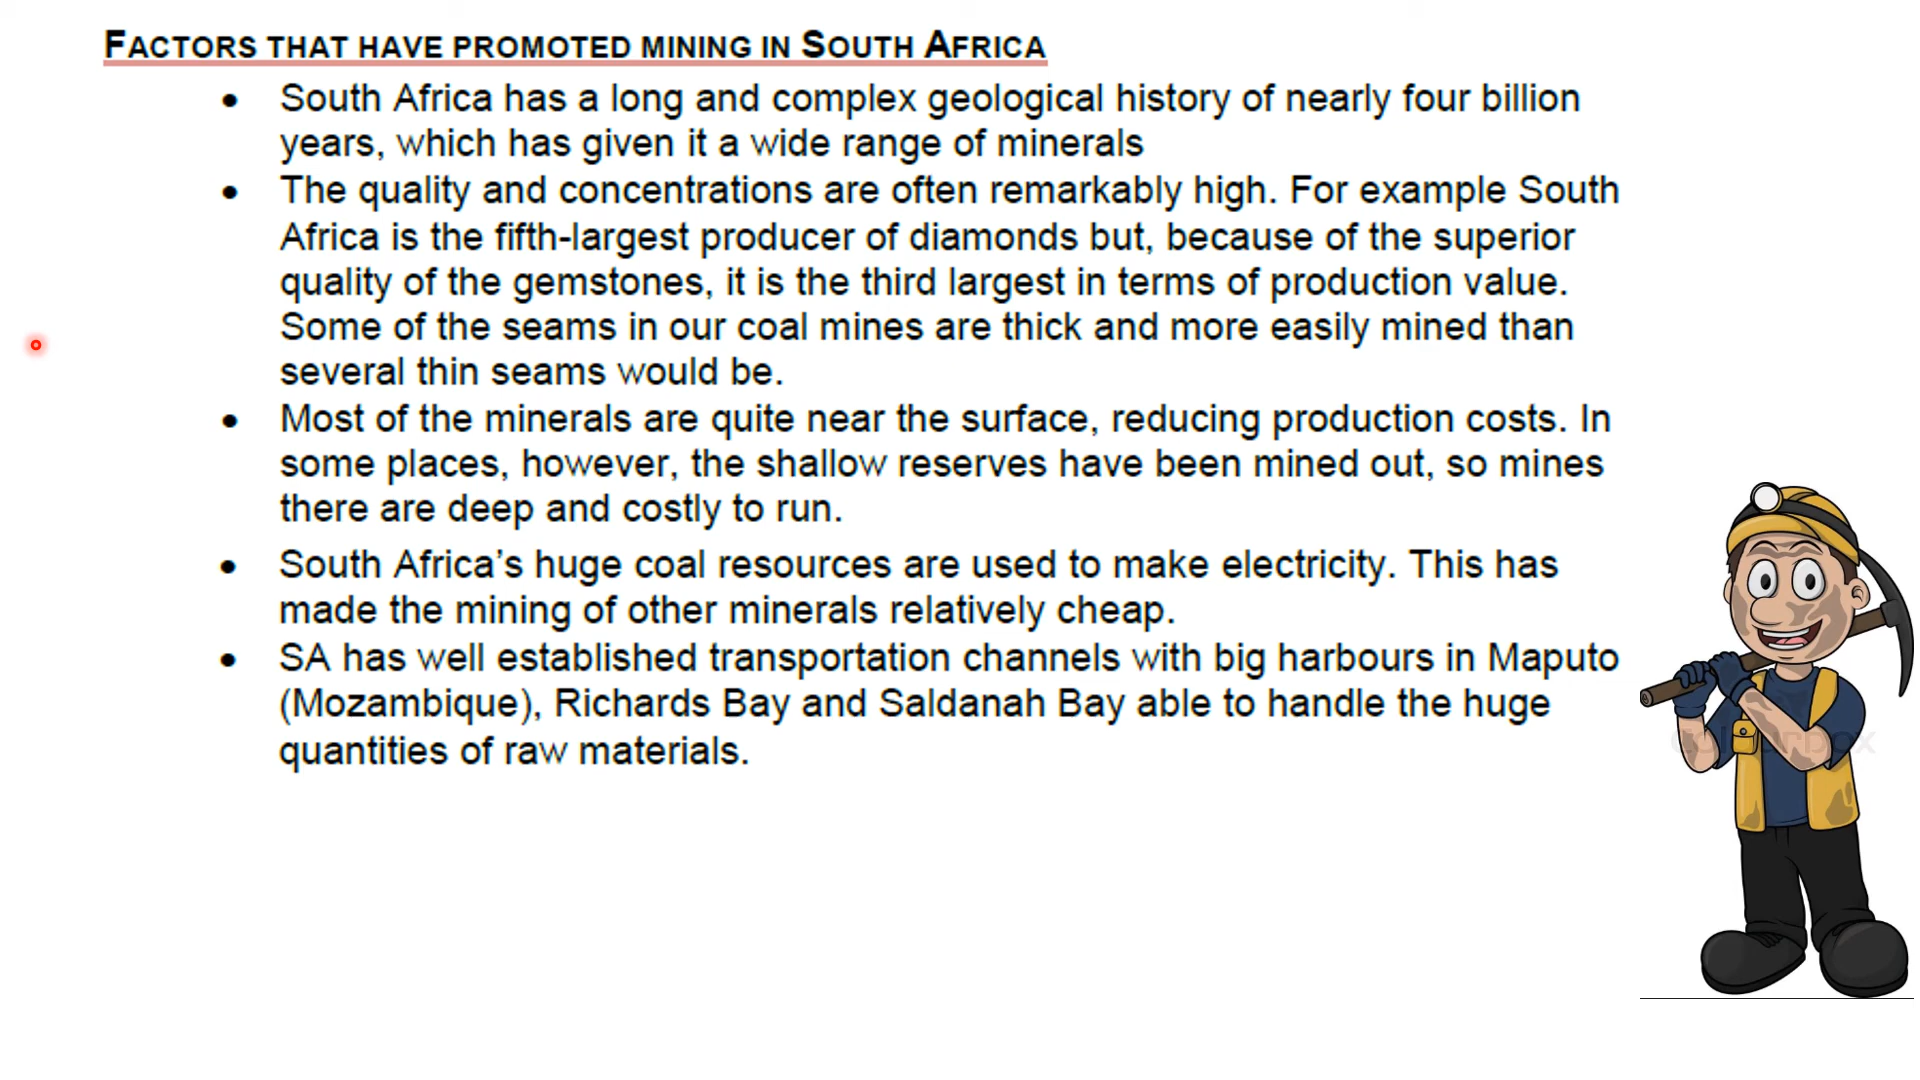 FACTORS THAT HAVE PROMOTED MINING IN SOUTH AFRICA
• South Africa has a long and complex geological history of nearly four billion
years, which has given it a wide range of minerals
• The quality and concentrations are often remarkably high. For example South
Africa is the fifth-largest producer of diamonds but, because of the superior
quality of the gemstones, it is the third largest in terms of production value.
Some of the seams in our coal mines are thick and more easily mined than
several thin seams would be.
• Most of the minerals are quite near the surface, reducing production costs. In
some places, however, the shallow reserves have been mined out, so mines
there are deep and costly to run.
• South Africa’s huge coal resources are used to make electricity. This has
made the mining of other minerals relatively cheap.
• SA has well established transportation channels with big harbours in Maputo
(Mozambique), Richards Bay and Saldanah Bay able to handle the huge
quantities of raw materials.